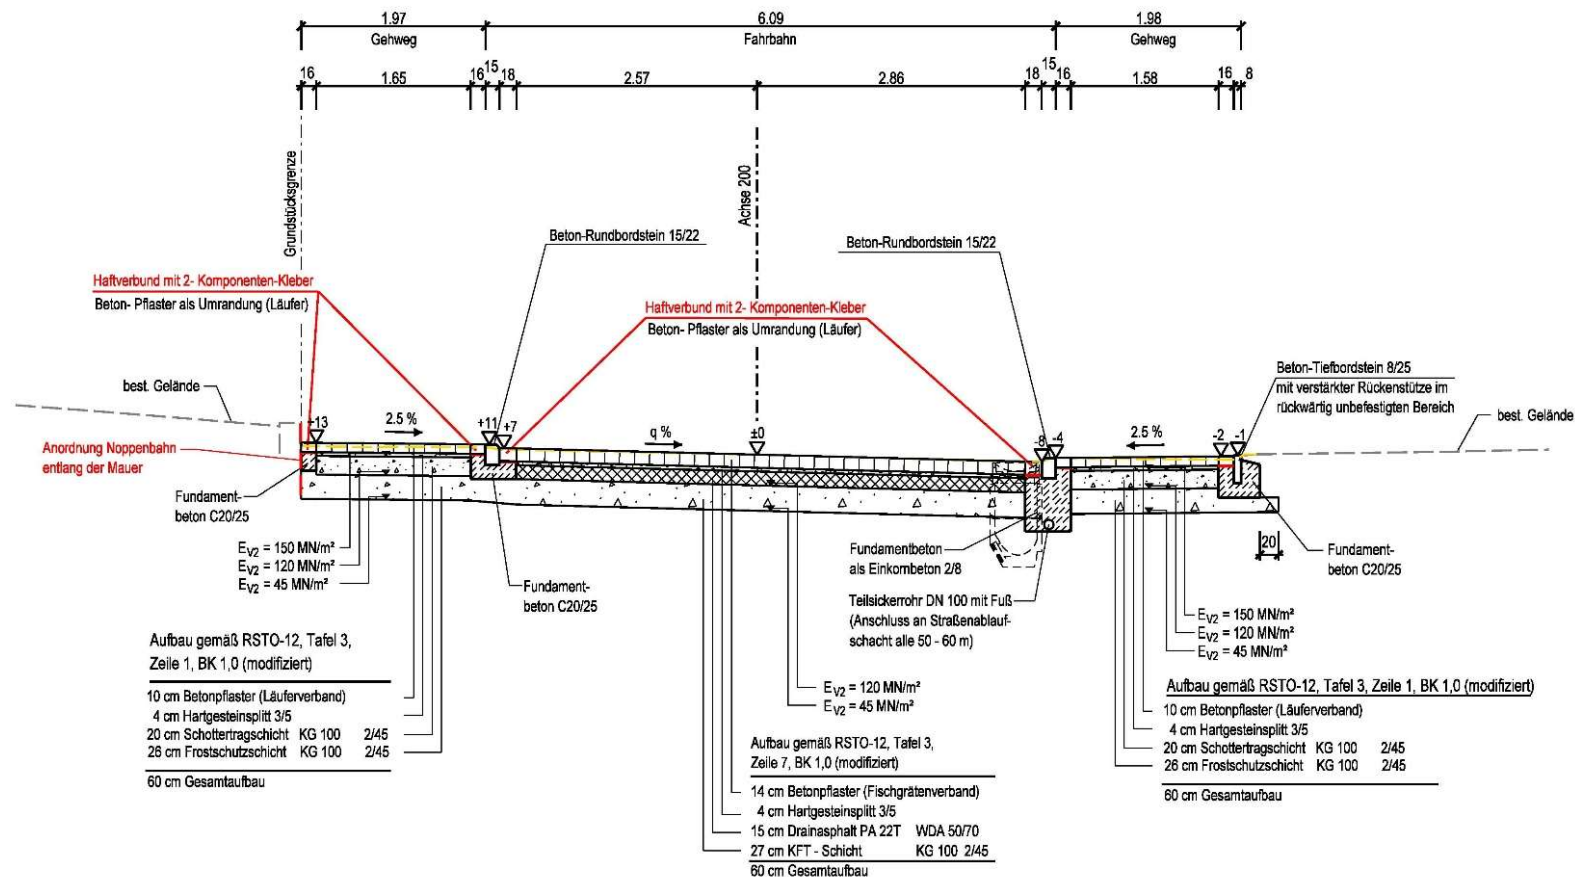 1.97
6.09
1.98
Gehweg
Fahrbahn
Gehweg
16
1.65
16
15
18
2.57
2.86
18
15
16
1.58
16
8
Grundstücksgrenze
Achse 200
Beton-Rundbordstein 15/22
Beton-Rundbordstein 15/22
Haftverbund mit 2- Komponenten-Kleber
Beton- Pflaster als Umrandung (Läufer)
Haftverbund mit 2- Komponenten-Kleber
Beton- Pflaster als Umrandung (Läufer)
Beton-Tiefbordstein 8/25
mit verstärkter Rückenstütze im
rückwärtig unbefestigten Bereich
best. Gelände
best. Gelände
+13
2.5 %
+11
+7
q %
±0
-8
-4
2.5 %
-2
-1
Anordnung Noppenbahn
entlang der Mauer
Fundament-
beton C20/25
EV2 = 150 MN/m²
EV2 = 120 MN/m²
EV2 = 45 MN/m²
Fundament-
beton C20/25
Fundamentbeton
als Einkornbeton 2/8
Teilsickerrohr DN 100 mit Fuß
(Anschluss an Straßenablauf-
schacht alle 50 - 60 m)
20
Fundament-
beton C20/25
EV2 = 150 MN/m²
EV2 = 120 MN/m²
EV2 = 45 MN/m²
EV2 = 120 MN/m²
EV2 = 45 MN/m²
Aufbau gemäß RSTO-12, Tafel 3,
Zeile 1, BK 1,0 (modifiziert)
10 cm Betonpflaster (Läuferverband)
4 cm Hartgesteinsplitt 3/5
20 cm Schottertragschicht KG 100 2/45
26 cm Frostschutzschicht KG 100 2/45
60 cm Gesamtaufbau
Aufbau gemäß RSTO-12, Tafel 3,
Zeile 7, BK 1,0 (modifiziert)
14 cm Betonpflaster (Fischgrätenverband)
4 cm Hartgesteinsplitt 3/5
15 cm Drainasphalt PA 22T WDA 50/70
27 cm KFT - Schicht KG 100 2/45
60 cm Gesamtaufbau
Aufbau gemäß RSTO-12, Tafel 3, Zeile 1, BK 1,0 (modifiziert)
10 cm Betonpflaster (Läuferverband)
4 cm Hartgesteinsplitt 3/5
20 cm Schottertragschicht KG 100 2/45
26 cm Frostschutzschicht KG 100 2/45
60 cm Gesamtaufbau